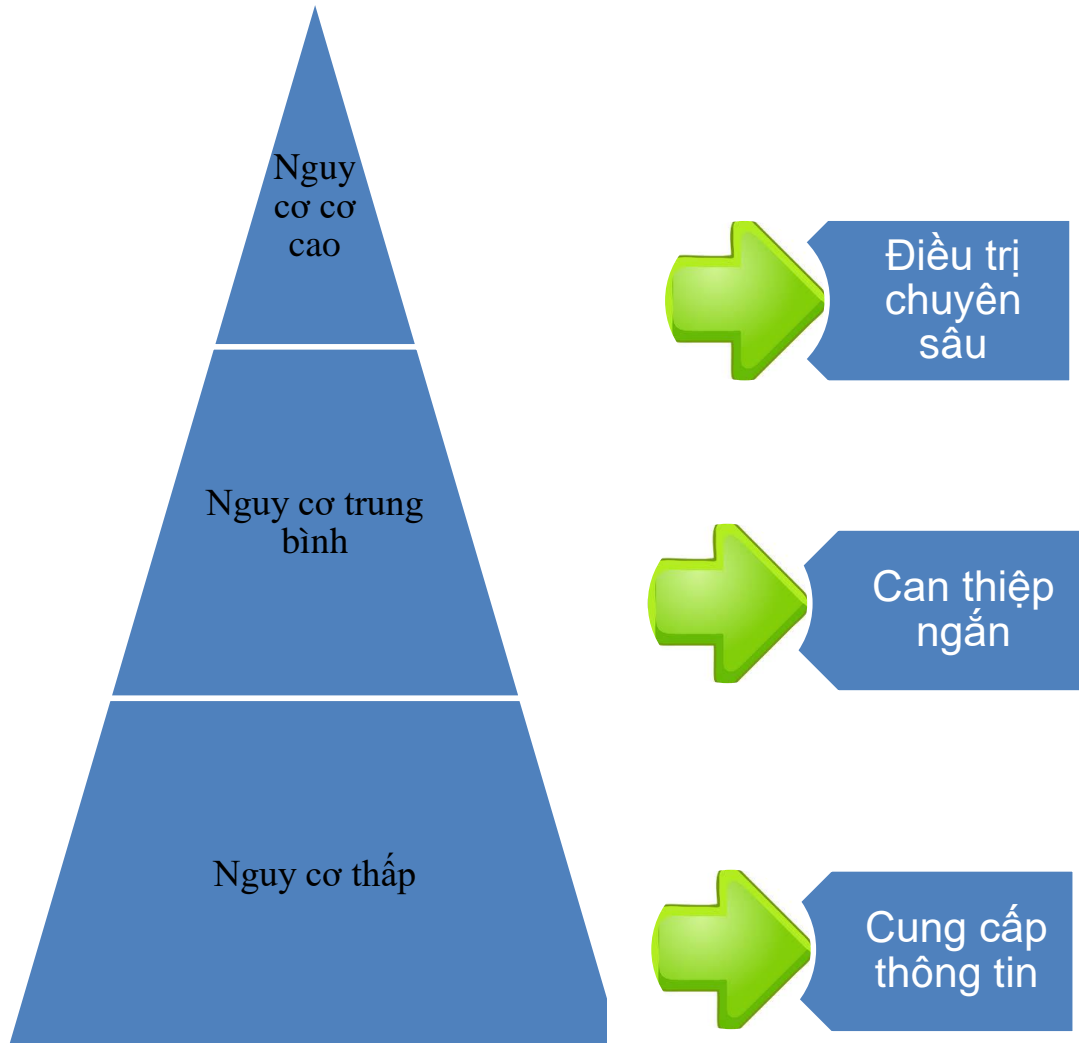 Nguy
cơ cơ
cao
Điều trị
chuyên
sâu
Nguy cơ trung
bình
Can thiệp
ngắn
Nguy cơ thấp
Cung cấp
thông tin